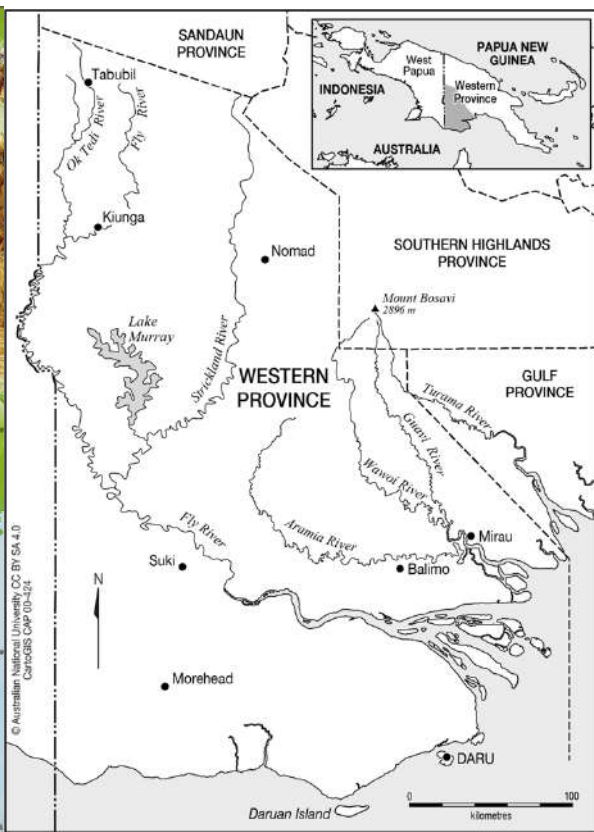 SANDAUN
PROVINCE
West
Papua
PAPUA NEW
GUINEA
INDONESIA
Western
Province
AUSTRALIA
Tabubil
Ok Tedi River
Fly River
Kiunga
Nomad
SOUTHERN HIGHLANDS
PROVINCE
Mount Bosavi
2896 m
Lake
Murray
Strickland River
WESTERN
PROVINCE
GULF
PROVINCE
Turama River
Guavi River
Wawoi River
Fly River
Aramia River
Mirau
Suki
Balimo
N
Morehead
DARU
Daruan Island
0
100
kilometres
© Australian National University CC BY SA 4.0
CartoGIS CAP 00-424